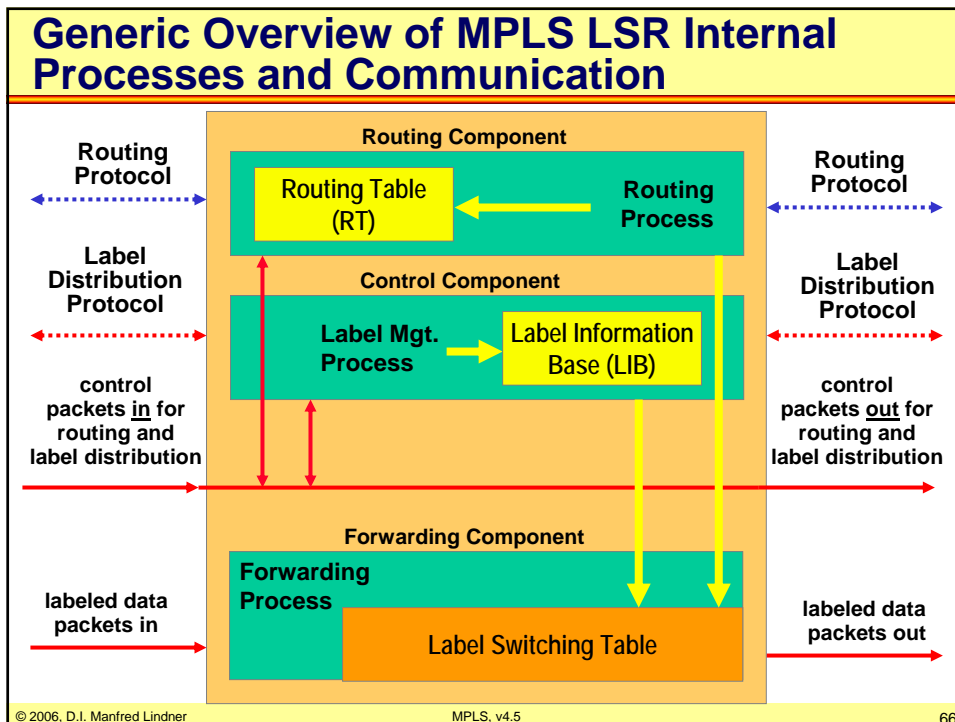 Generic Overview of MPLS LSR Internal
Processes and Communication
Routing Component
Routing
Protocol
Routing Table
(RT)
Routing
Process
Routing
Protocol
Label
Distribution
Protocol
Control Component
Label Mgt.
Process
Label Information
Base (LIB)
Label
Distribution
Protocol
control
packets in for
routing and
label distribution
control
packets out for
routing and
label distribution
Forwarding Component
Forwarding
Process
labeled data
packets in
Label Switching Table
labeled data
packets out
© 2006, D.I. Manfred Lindner
MPLS, v4.5
66